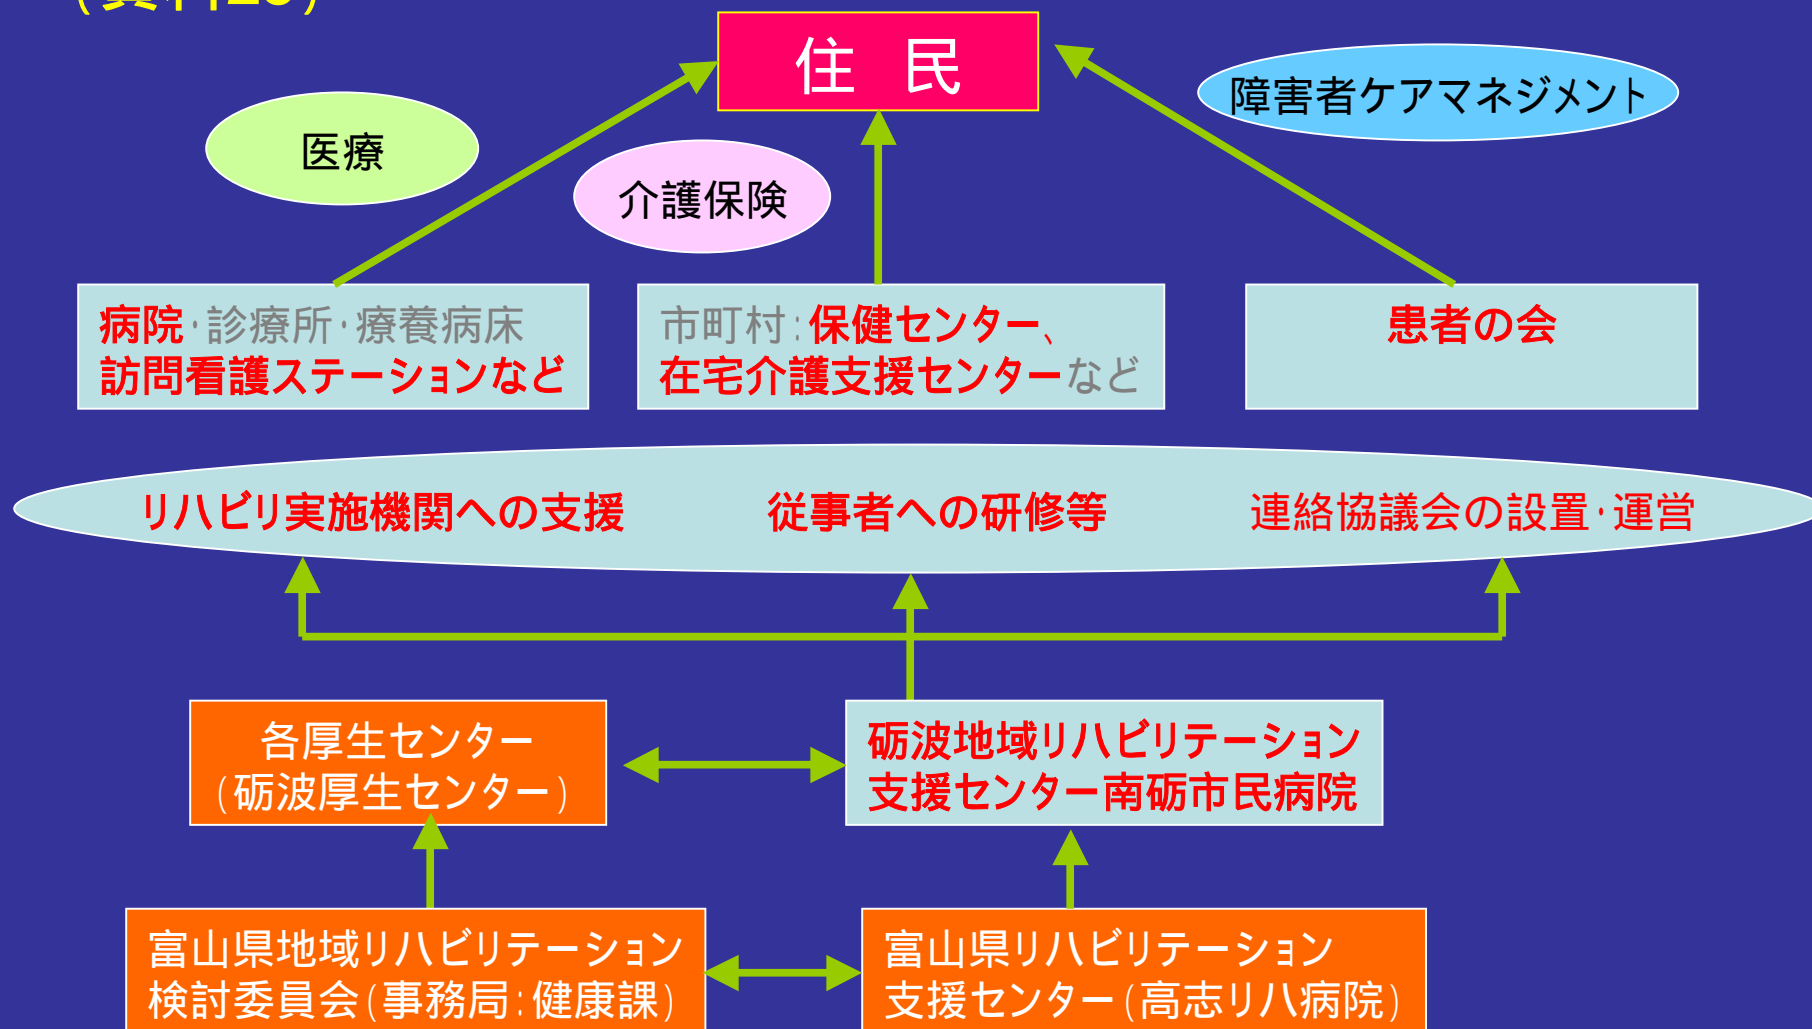 住　民
障害者ケアマネジメント
医療
介護保険
病院・診療所・療養病床
訪問看護ステーションなど
市町村：保健センター、
在宅介護支援センターなど
患者の会
リハビリ実施機関への支援
従事者への研修等
連絡協議会の設置・運営
各厚生センター
(砺波厚生センター)
砺波地域リハビリテーション
支援センター南砺市民病院
富山県地域リハビリテーション
検討委員会(事務局：健康課)
富山県リハビリテーション
支援センター(高志リハ病院)